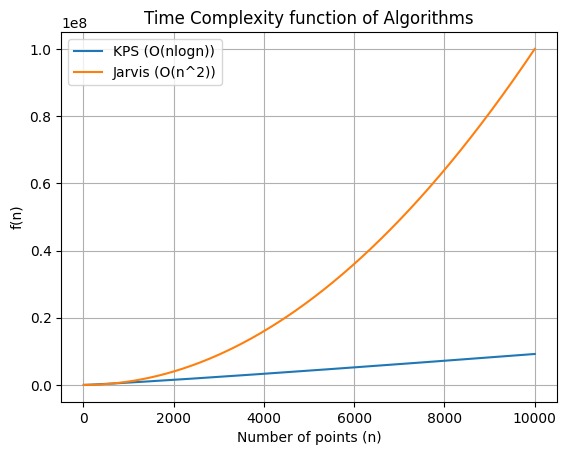 Time Complexity function of Algorithms
1e8
KPS (O(nlogn))
Jarvis (O(n^2))
1.0
0.8
0.6
0.4
0.2
0.0
f(n)
0 2000 4000 6000 8000 10000
Number of points (n)